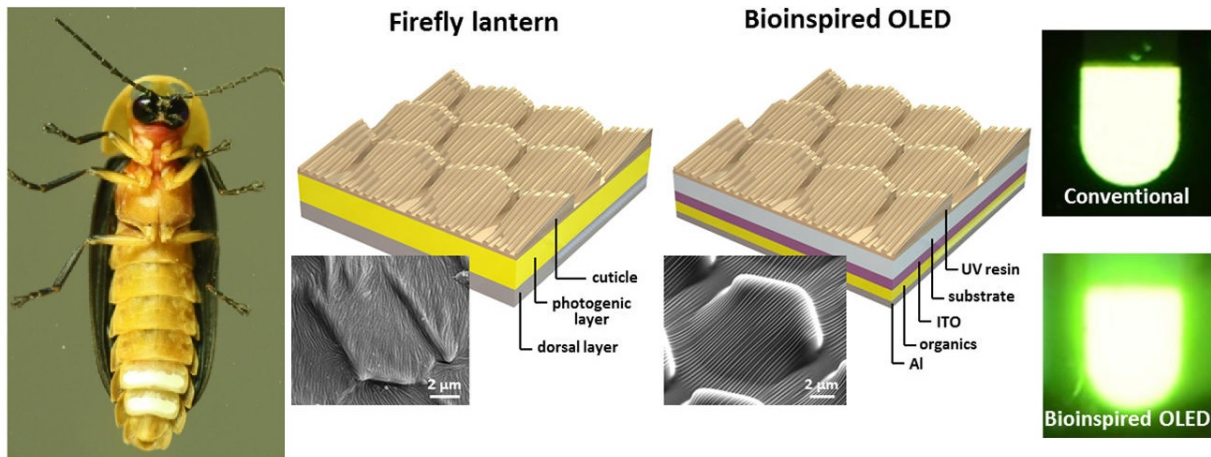 Firefly lantern
cuticle
photogenic
layer
dorsal layer
2 µm
Bioinspired OLED
UV resin
substrate
ITO
organics
Al
2 µm
Conventional
Bioinspired OLED